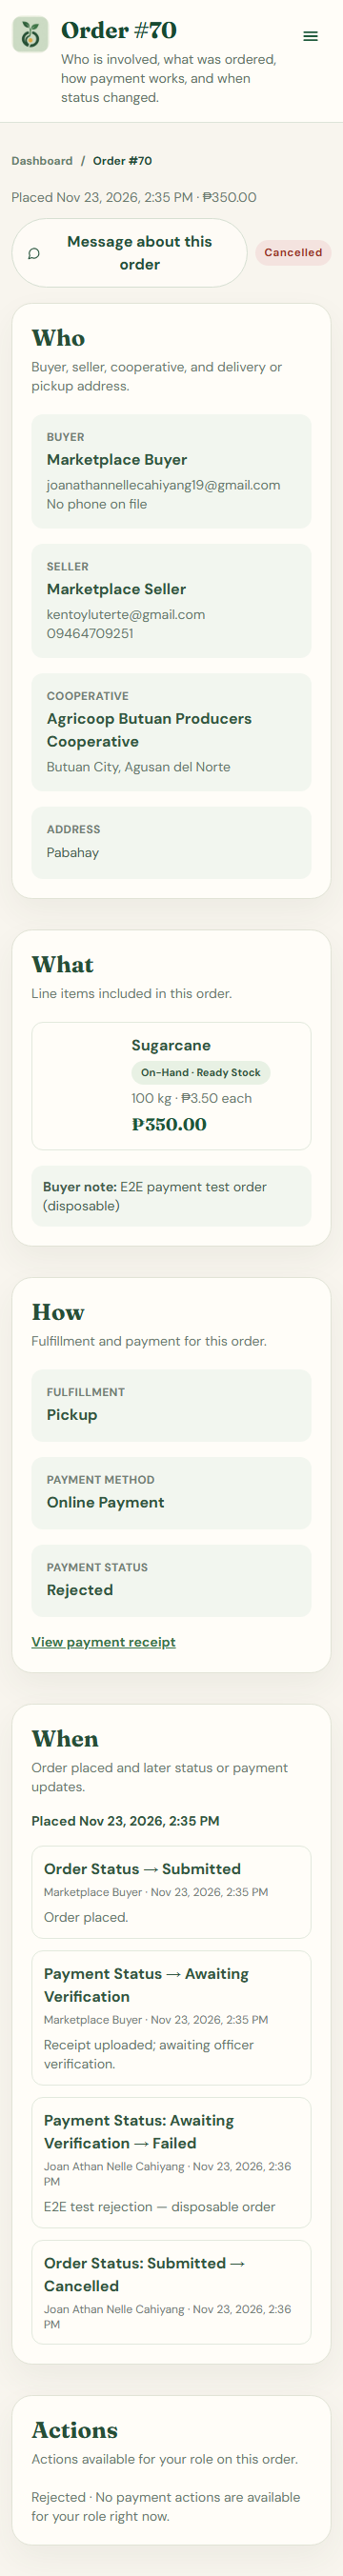 Order #70
Who is involved, what was ordered,
how payment works, and when
status changed.
Dashboard / Order #70
Placed Nov 23, 2026, 2:35 PM · ₱350.00
Message about this
order
Cancelled
Who
Buyer, seller, cooperative, and delivery or
pickup address.
BUYER
Marketplace Buyer
joanathannellecahiyang19@gmail.com
No phone on file
SELLER
Marketplace Seller
kentoyluterte@gmail.com
09464709251
COOPERATIVE
Agricoop Butuan Producers
Cooperative
Butuan City, Agusan del Norte
ADDRESS
Pabahay
What
Line items included in this order.
Sugarcane
On-Hand · Ready Stock
100 kg · ₱3.50 each
₱350.00
Buyer note: E2E payment test order
(disposable)
How
Fulfillment and payment for this order.
FULFILLMENT
Pickup
PAYMENT METHOD
Online Payment
PAYMENT STATUS
Rejected
View payment receipt
When
Order placed and later status or payment
updates.
Placed Nov 23, 2026, 2:35 PM
Order Status → Submitted
Marketplace Buyer · Nov 23, 2026, 2:35 PM
Order placed.
Payment Status → Awaiting
Verification
Marketplace Buyer · Nov 23, 2026, 2:35 PM
Receipt uploaded; awaiting officer
verification.
Payment Status: Awaiting
Verification → Failed
Joan Athan Nelle Cahiyang · Nov 23, 2026, 2:36
PM
E2E test rejection — disposable order
Order Status: Submitted →
Cancelled
Joan Athan Nelle Cahiyang · Nov 23, 2026, 2:36
PM
Actions
Actions available for your role on this order.
Rejected · No payment actions are available
for your role right now.